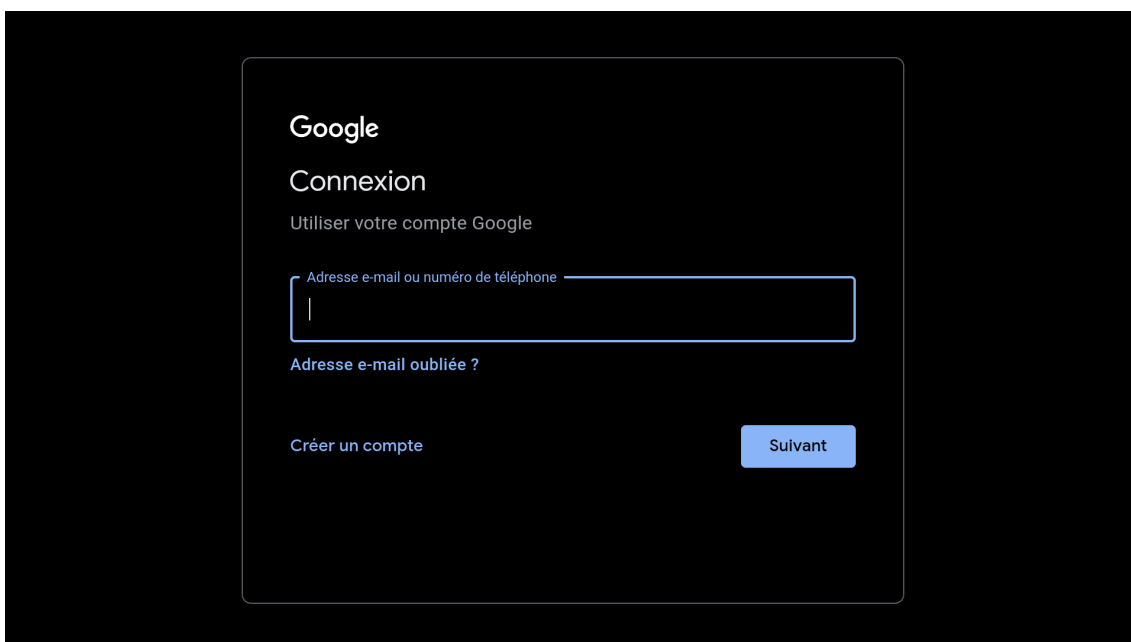 Google
Connexion
Utiliser votre compte Google
Adresse e-mail ou numéro de téléphone
Adresse e-mail oubliée ?
Créer un compte
Suivant